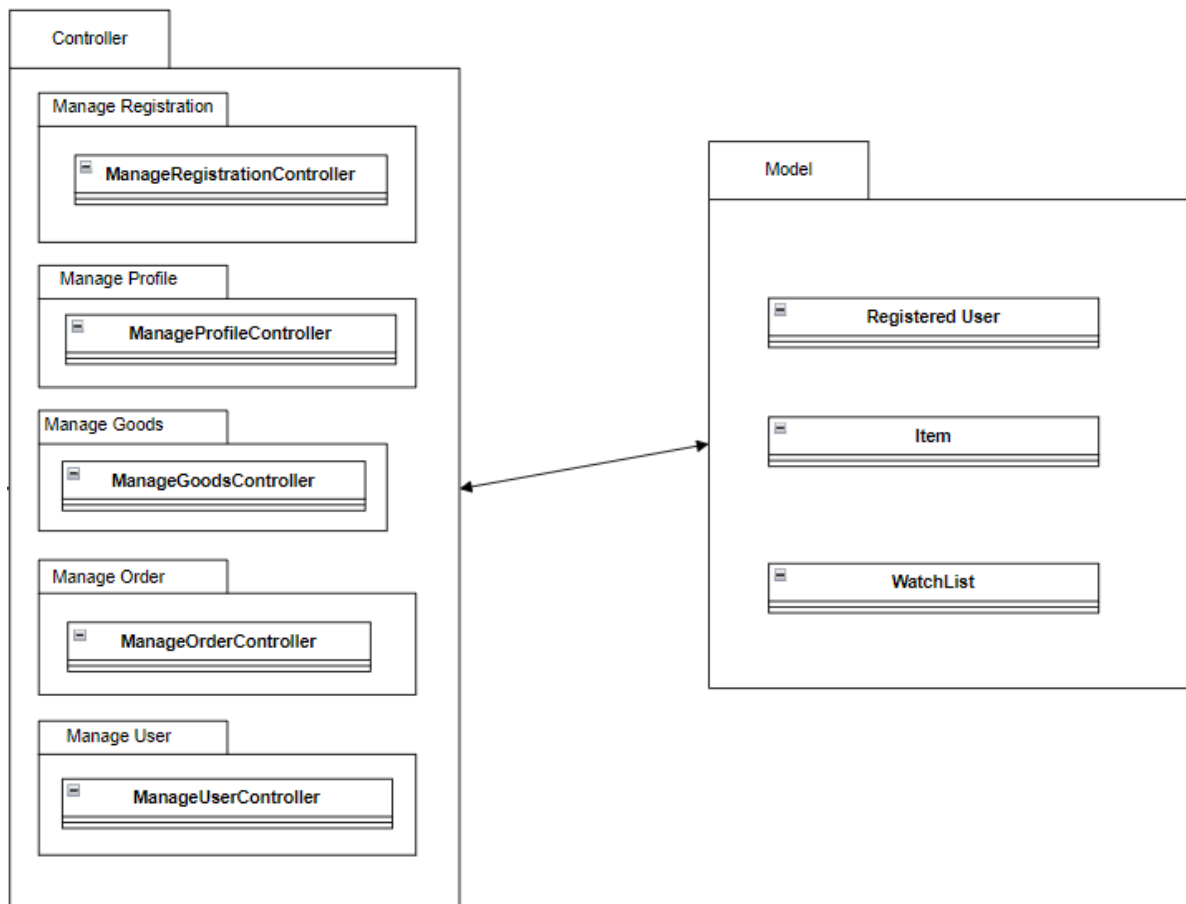 Controller
Manage Registration
ManageRegistrationController
Manage Profile
ManageProfileController
Manage Goods
ManageGoodsController
Manage Order
ManageOrderController
Manage User
ManageUserController
Model
Registered User
Item
WatchList